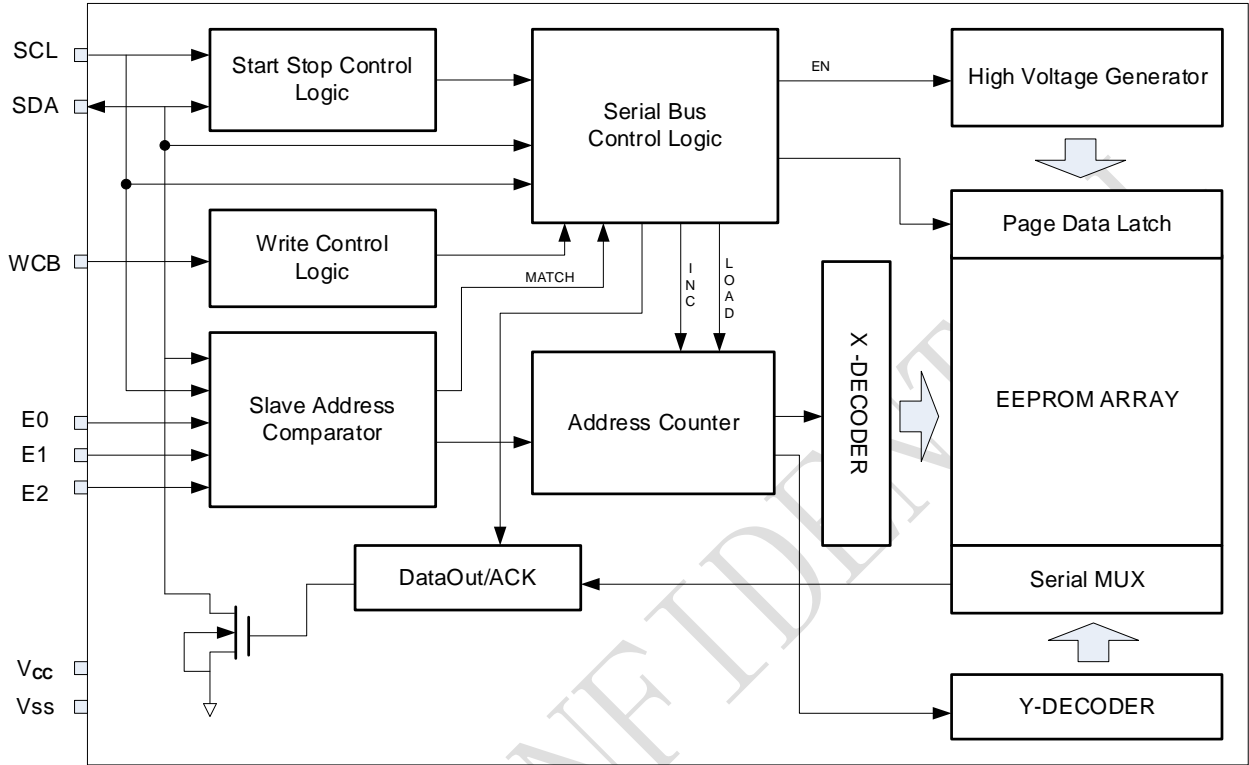 SCL
SDA
WCB
E0
E1
E2
Vcc
Vss
Start Stop Control
Logic
Write Control
Logic
Slave Address
Comparator
Serial Bus
Control Logic
MATCH
INC
LOAD
EN
High Voltage Generator
Page Data Latch
EEPROM ARRAY
Serial MUX
Y-DECODER
X -DECODER
Address Counter
DataOut/ACK